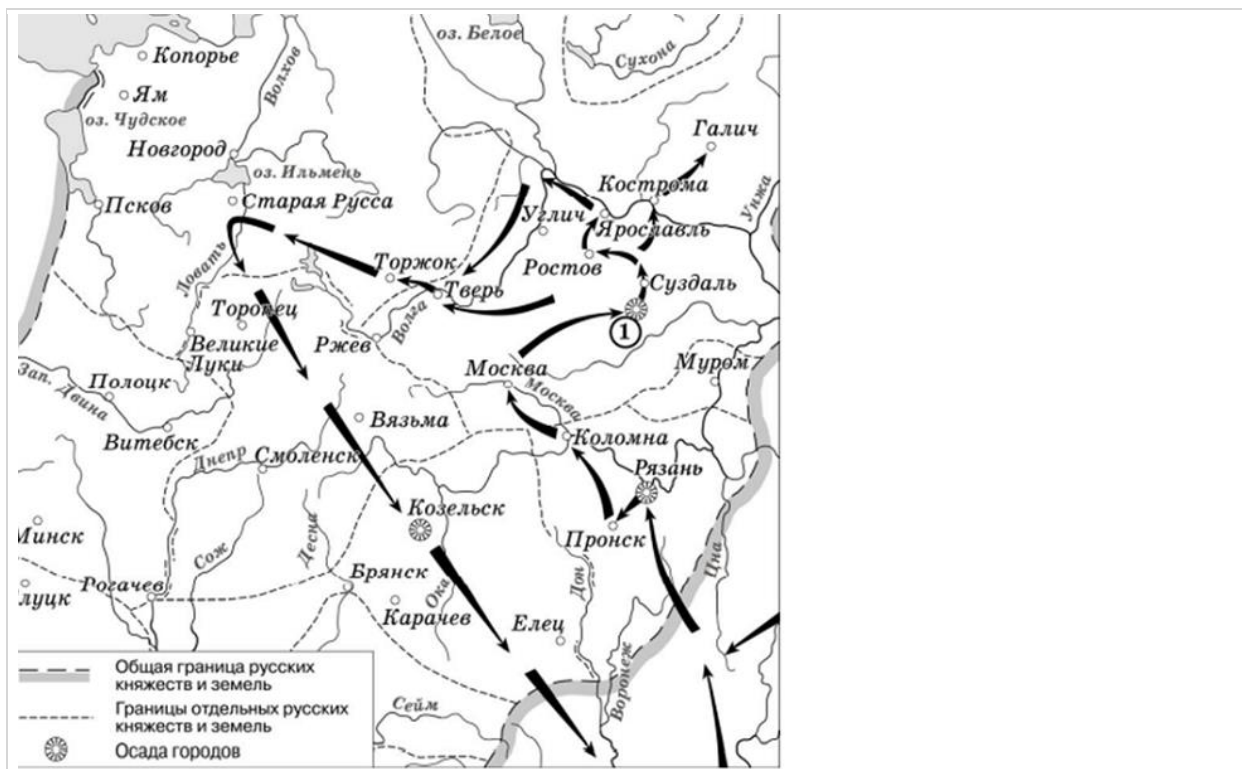 оз. Белое
Сухона
Копорье
Волхов
Ям
оз. Чудское
Галич
Новгород
оз. Ильмень
Кострома
Унжа
Псков
Старая Русса
Углич
Ярославль
Ловать
Торжок
Ростов
Суздаль
Тверь
Торопец
Волга
1
Великие
Луки
Ржев
Муром
Москва
Зап. Двина
Полоцк
Москва
Вязьма
Витебск
Коломна
Днепр
Смоленск
Рязань
Козельск
Минск
Десна
Пронск
Сож
Цна
Брянск
Дон
Рогачев
луцк
Ока
Карачев
Елец
Воронеж
Сейм
Общая граница русских
княжеств и земель
Границы отдельных русских
княжеств и земель
Осада городов